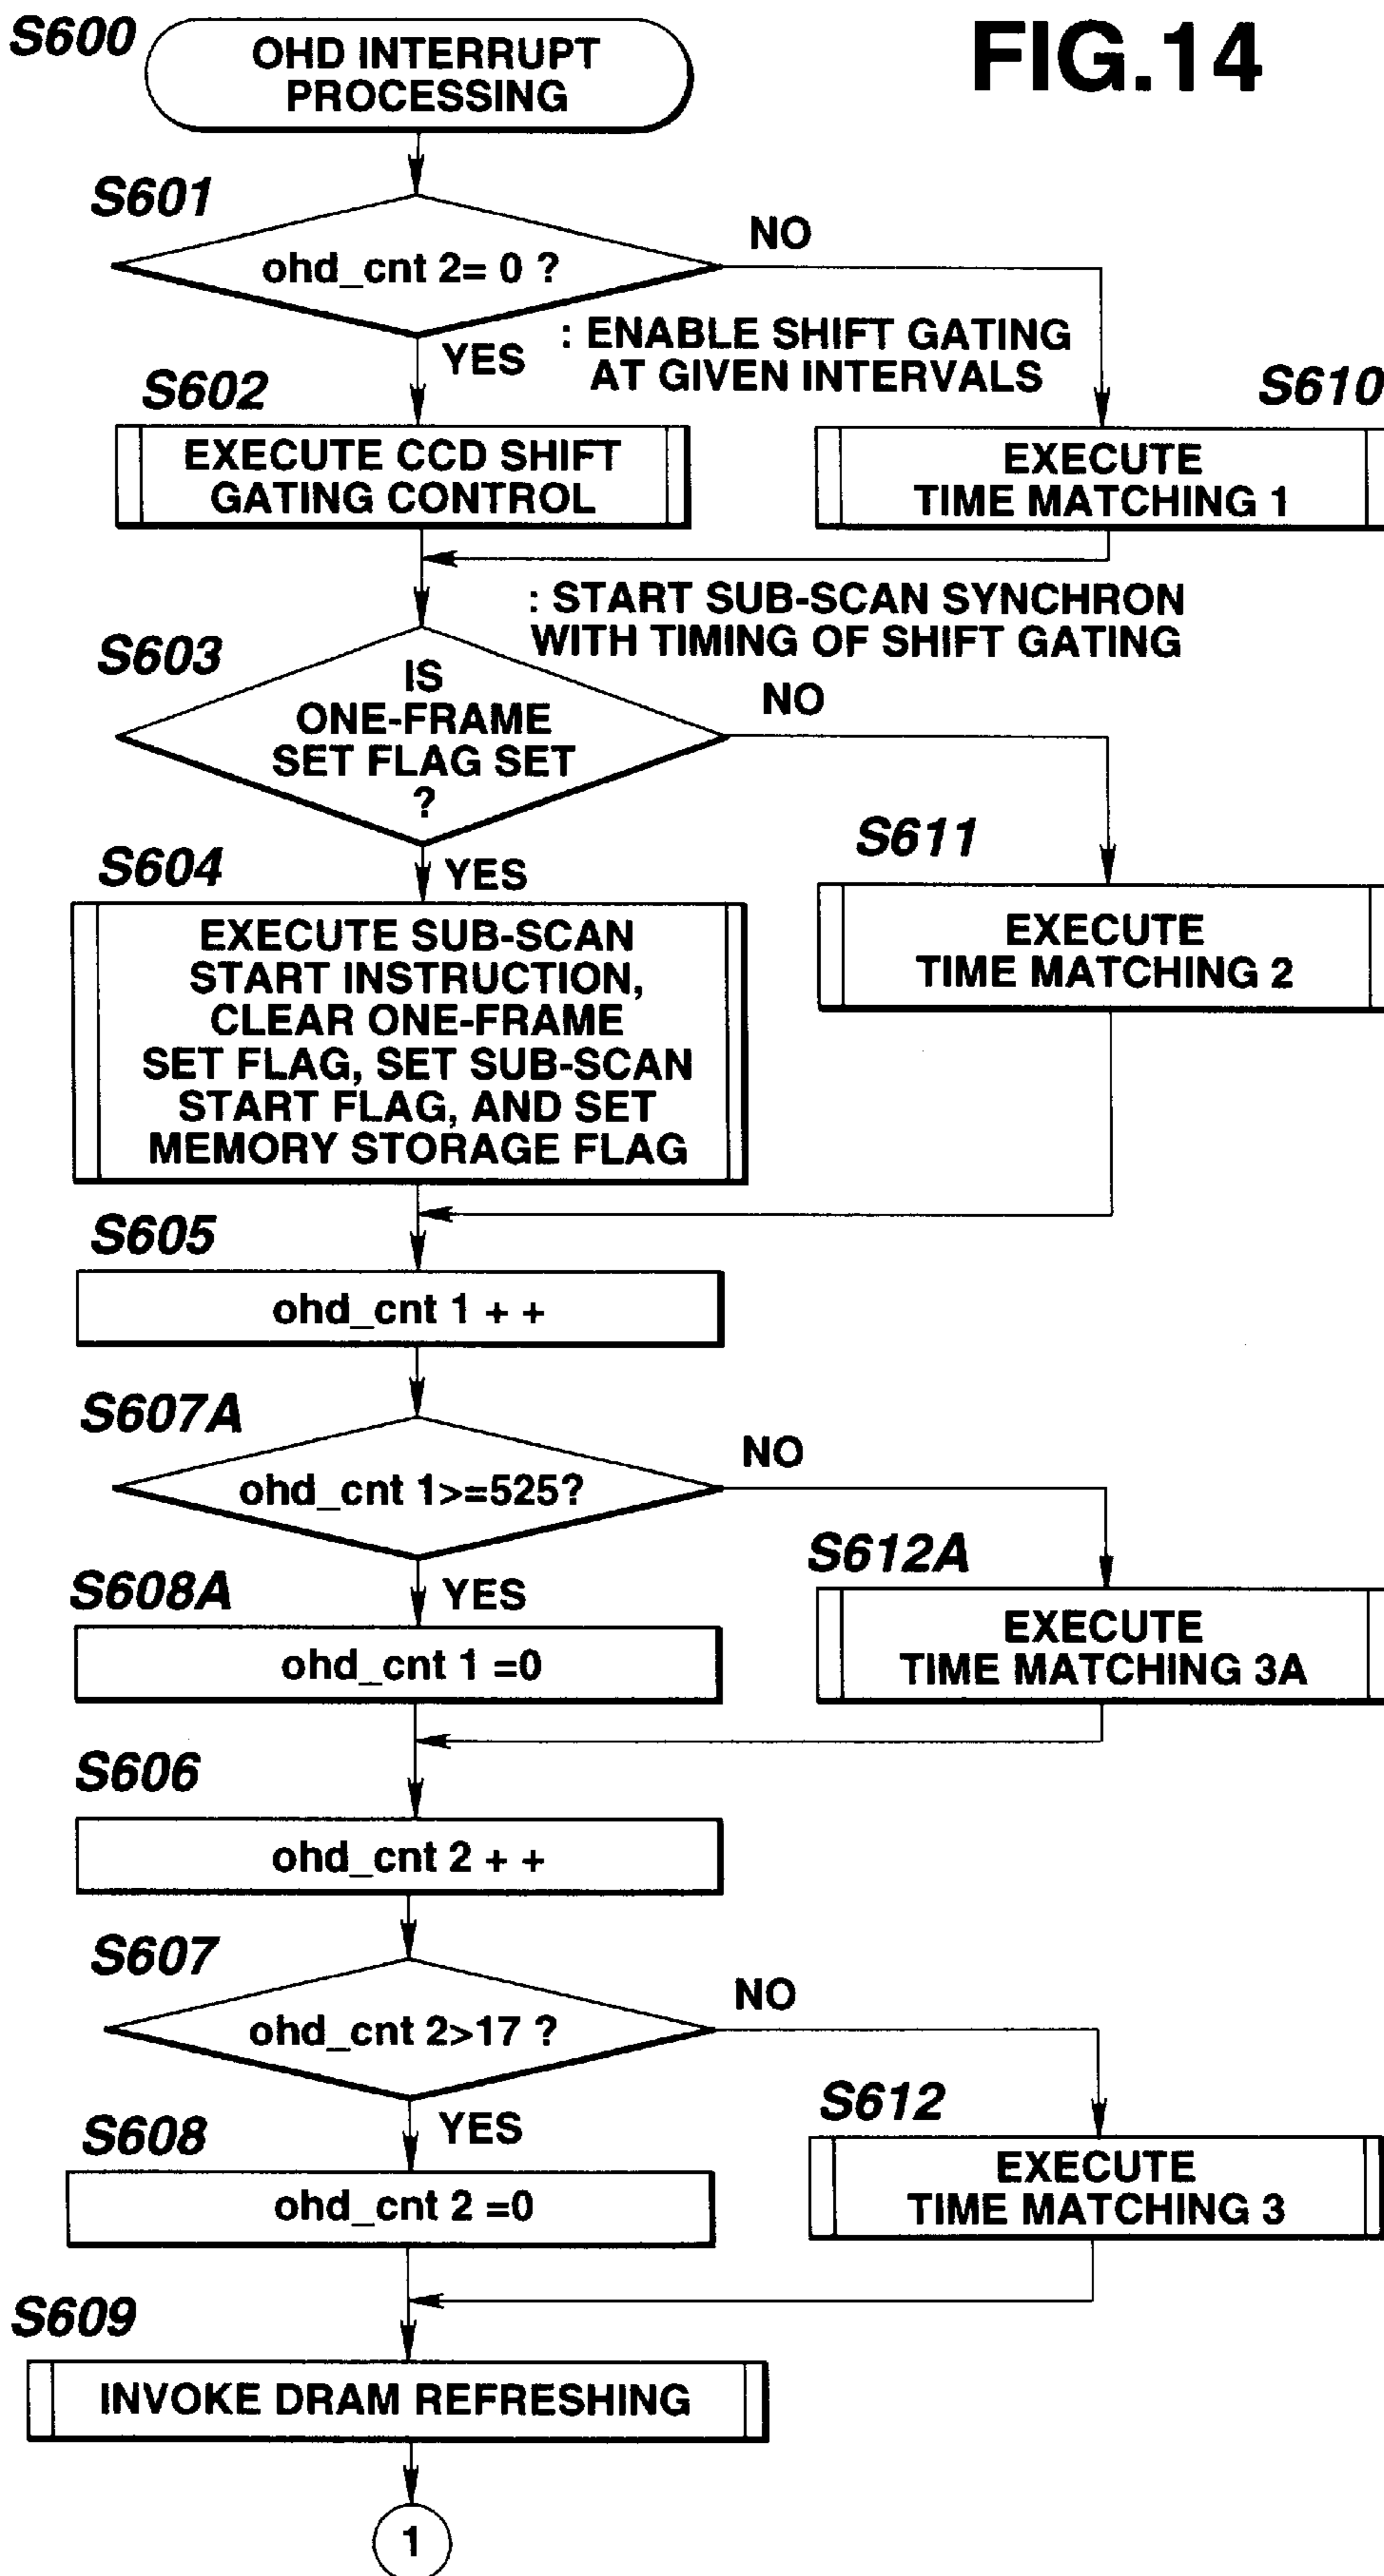 FIG.14
S600
OHD INTERRUPT
PROCESSING
S601
ohd_cnt 2= 0 ?
NO
YES
: ENABLE SHIFT GATING
AT GIVEN INTERVALS
S602
EXECUTE CCD SHIFT
GATING CONTROL
S610
EXECUTE
TIME MATCHING 1
: START SUB-SCAN SYNCHRON
WITH TIMING OF SHIFT GATING
S603
IS
ONE-FRAME
SET FLAG SET
?
NO
YES
S611
EXECUTE
TIME MATCHING 2
S604
EXECUTE SUB-SCAN
START INSTRUCTION,
CLEAR ONE-FRAME
SET FLAG, SET SUB-SCAN
START FLAG, AND SET
MEMORY STORAGE FLAG
S605
ohd_cnt 1 + +
S607A
ohd_cnt 1>=525?
NO
YES
S612A
EXECUTE
TIME MATCHING 3A
S608A
ohd_cnt 1 =0
S606
ohd_cnt 2 + +
S607
ohd_cnt 2>17 ?
NO
YES
S612
EXECUTE
TIME MATCHING 3
S608
ohd_cnt 2 =0
S609
INVOKE DRAM REFRESHING
1